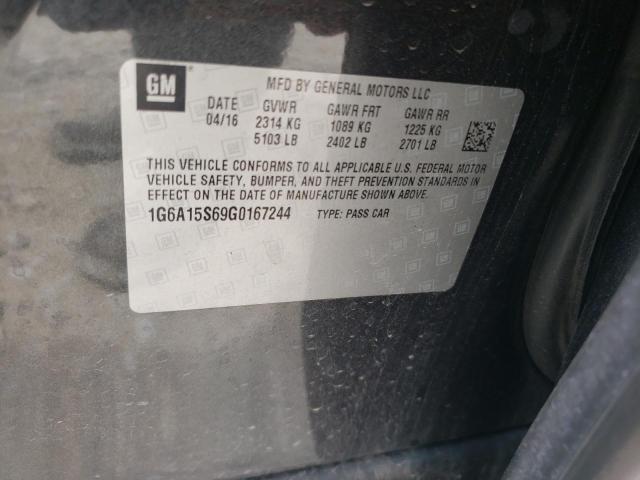 GM
MFD BY GENERAL MOTORS LLC
DATE GVWR GAWR FRT GAWR RR
04/16 2314 KG 1089 KG 1225 KG
5103 LB 2402 LB 2701 LB
THIS VEHICLE CONFORMS TO ALL APPLICABLE U.S. FEDERAL MOTOR
VEHICLE SAFETY, BUMPER, AND THEFT PREVENTION STANDARDS IN
EFFECT ON THE DATE OF MANUFACTURE SHOWN ABOVE.
1G6A15S69G0167244 TYPE: PASS CAR